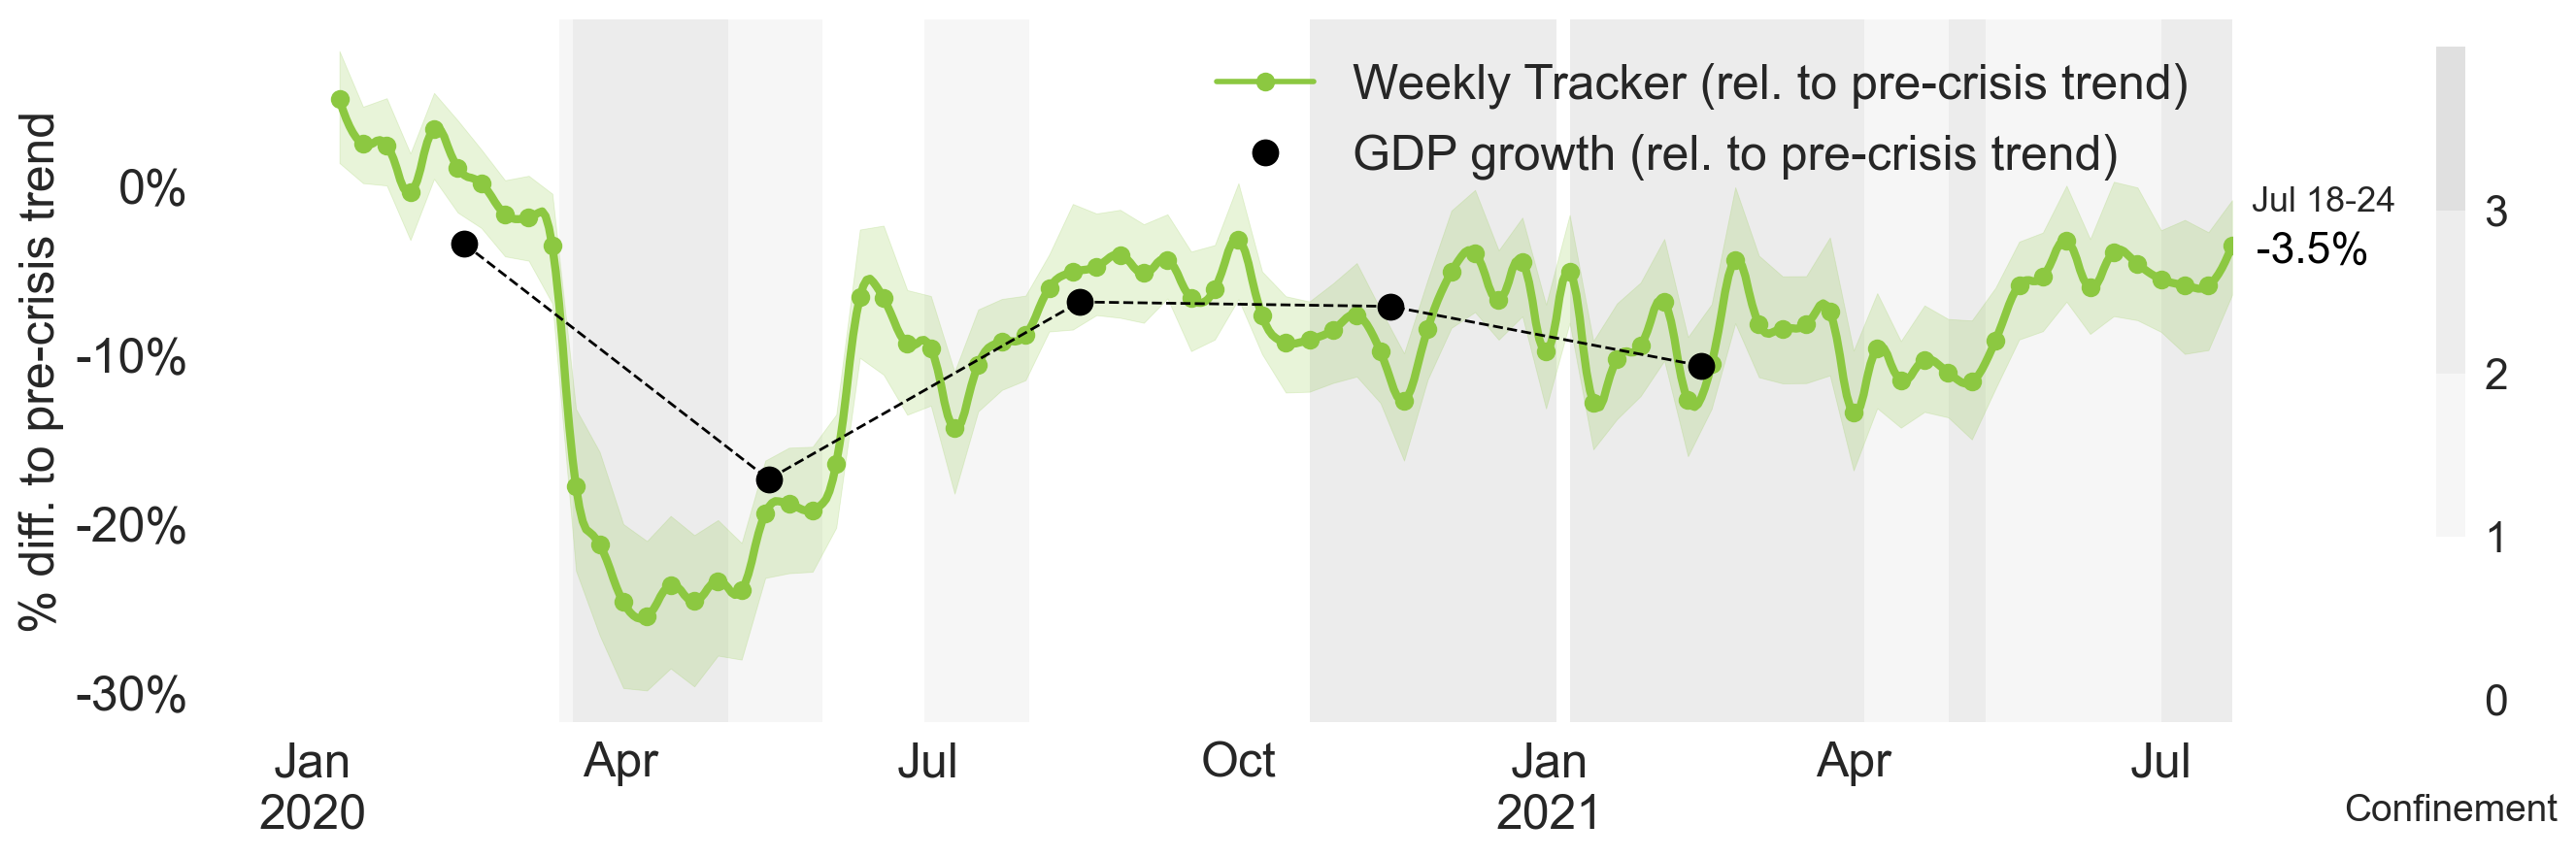 Weekly Tracker (rel. to pre-crisis trend)
GDP growth (rel. to pre-crisis trend)
% diff. to pre-crisis trend
0%
-10%
-20%
-30%
Jul 18-24
-3.5%
3
2
1
0
Jan
2020
Apr
Jul
Oct
Jan
2021
Apr
Jul
Confinement